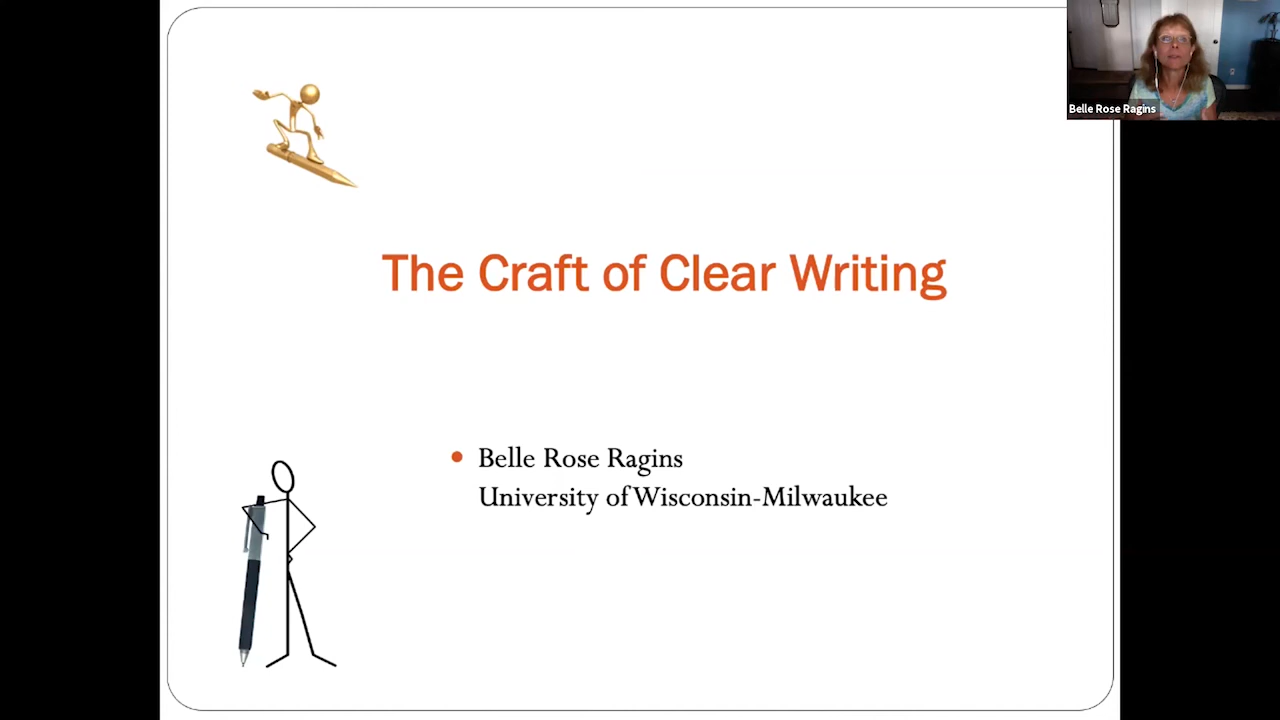 Belle Rose Ragins
The Craft of Clear Writing
Belle Rose Ragins
University of Wisconsin-Milwaukee